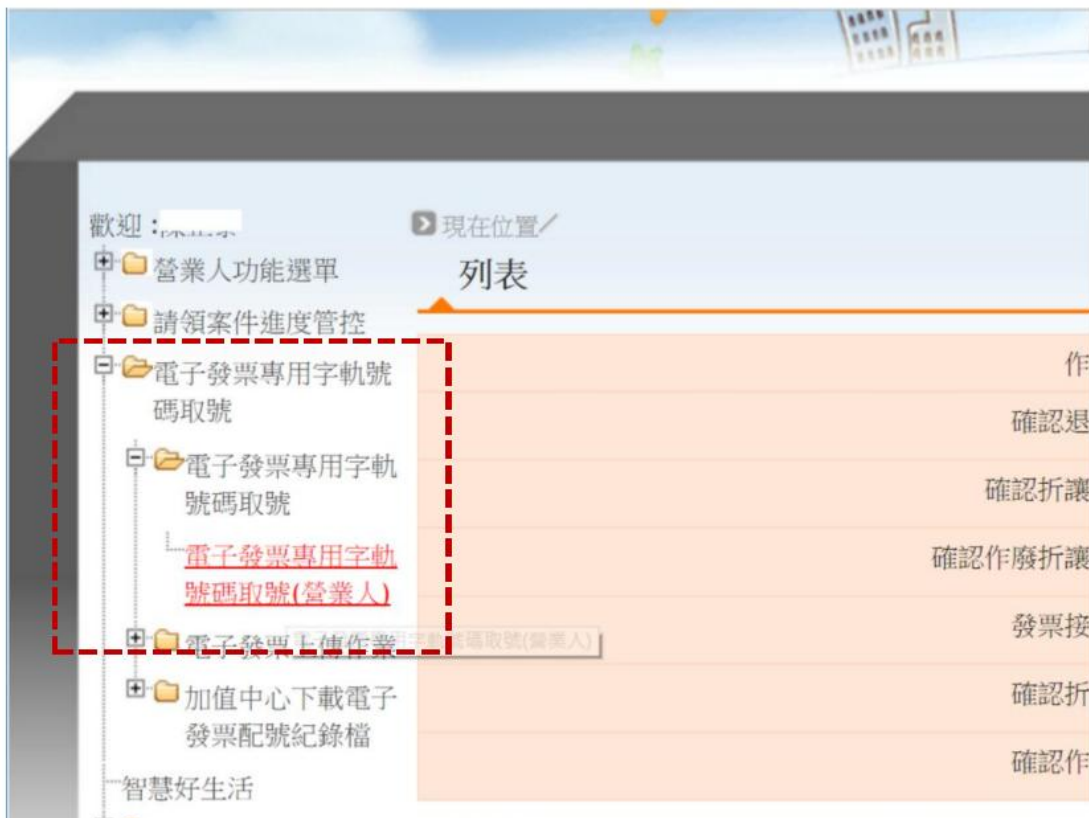 歡迎：
現在位置／
營業人功能選單
列表
請領案件進度管控
電子發票專用字軌號
碼取號
電子發票專用字軌
號碼取號
電子發票專用字軌
號碼取號(營業人)
電子發票上傳作業
加值中心下載電子
發票配號紀錄檔
智慧好生活
作
確認退
確認折讓
確認作廢折讓
發票接
確認折
確認作